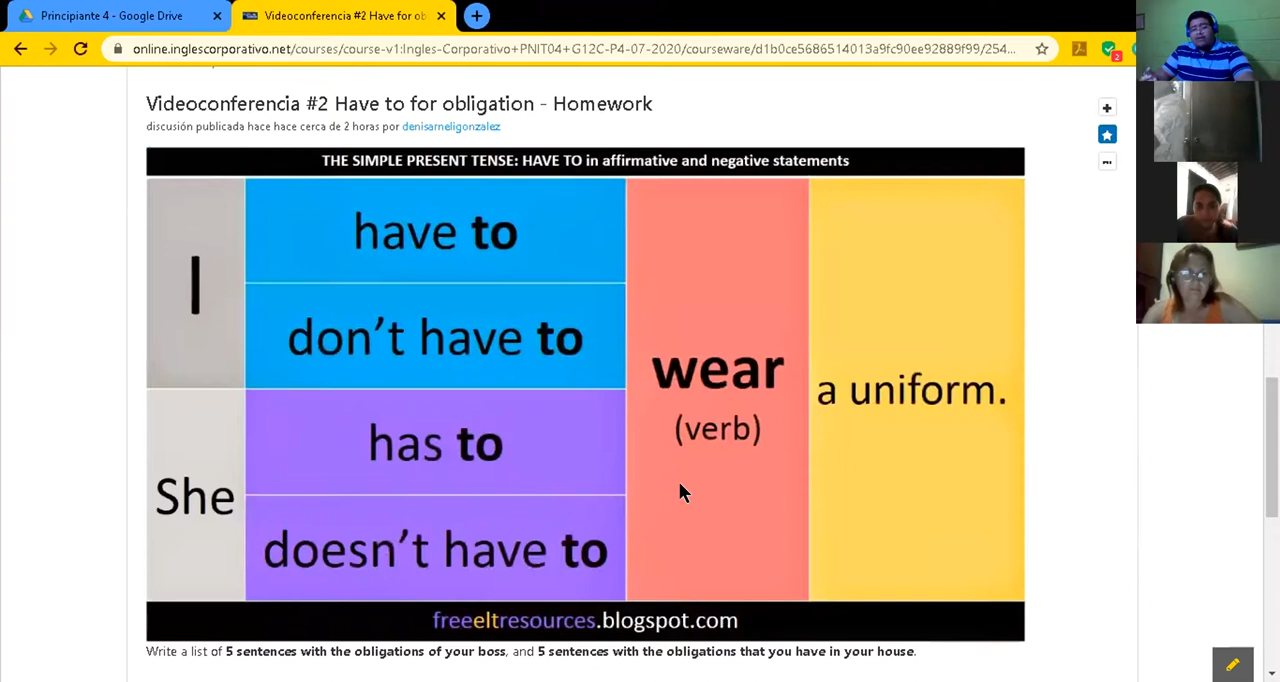 Principiante 4 - Google Drive
Videoconferencia #2 Have to for ob
online.inglescorporativo.net/courses/course-v1:Ingles-Corporativo+PNIT04+G12C-P4-07-2020/courseware/d1b0ce5686514013a9fc90ee92889f99/254...
2
Videoconferencia #2 Have to for obligation - Homework
discusión publicada hace hace cerca de 2 horas por denisarneligonzalez
THE SIMPLE PRESENT TENSE: HAVE TO in affirmative and negative statements
I
have to
don't have to
She
has to
doesn't have to
wear
(verb)
a uniform.
freeeltresources.blogspot.com
Write a list of 5 sentences with the obligations of your boss, and 5 sentences with the obligations that you have in your house.